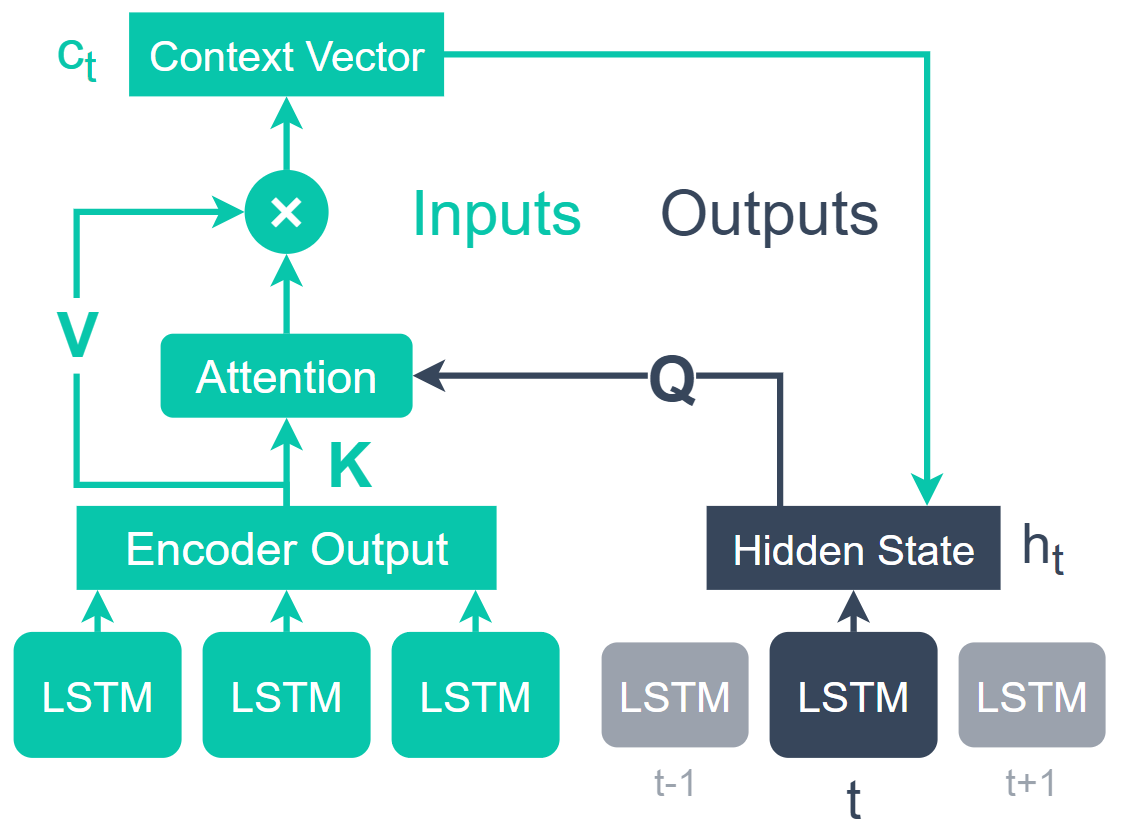 c_t
Context Vector
×
Inputs
Outputs
V
Attention
Q
K
Encoder Output
Hidden State
h_t
LSTM
LSTM
LSTM
LSTM
LSTM
LSTM
t-1
t
t+1